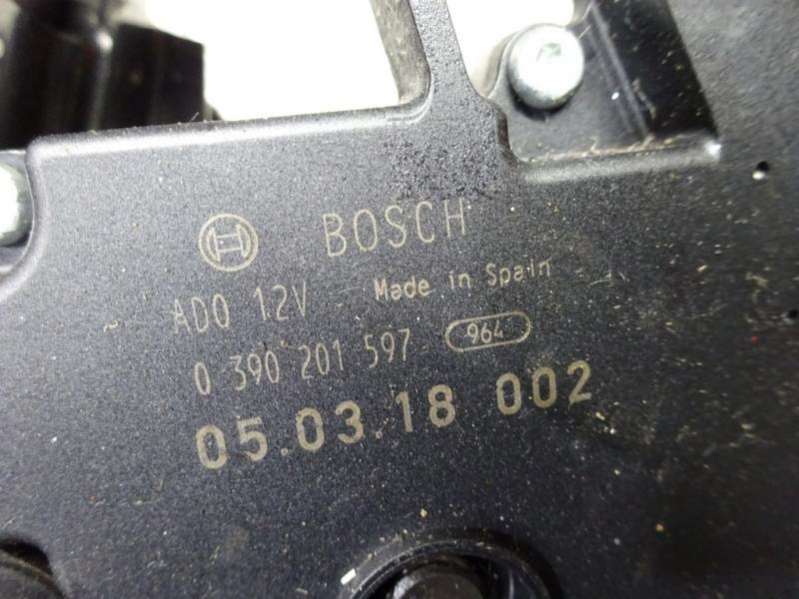 BOSCH
ADO 12V Made in Spain
0 390 201 597 964
05.03.18 002